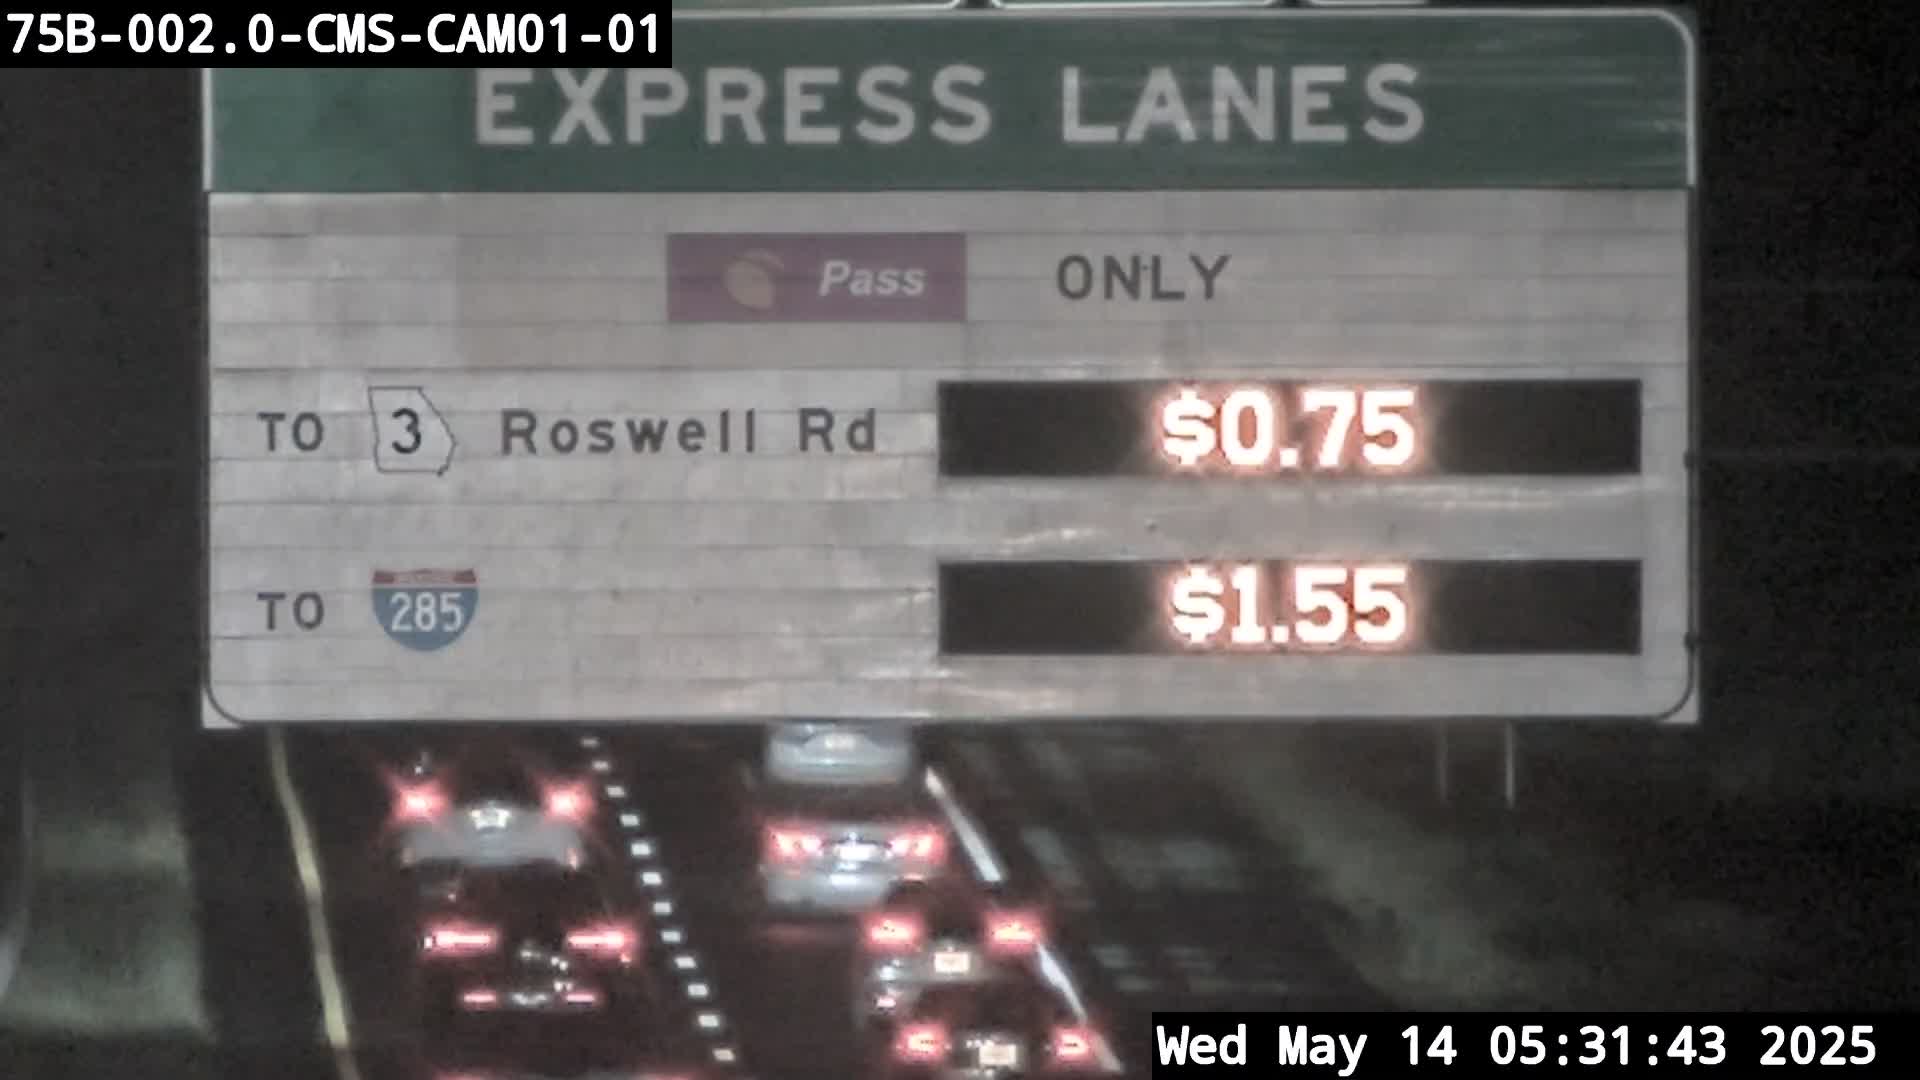 75B-002.0-CMS-CAM01-01
EXPRESS LANES
Pass ONLY
TO 3 Roswell Rd $0.75
TO 285 $1.55
Wed May 14 05:31:43 2025